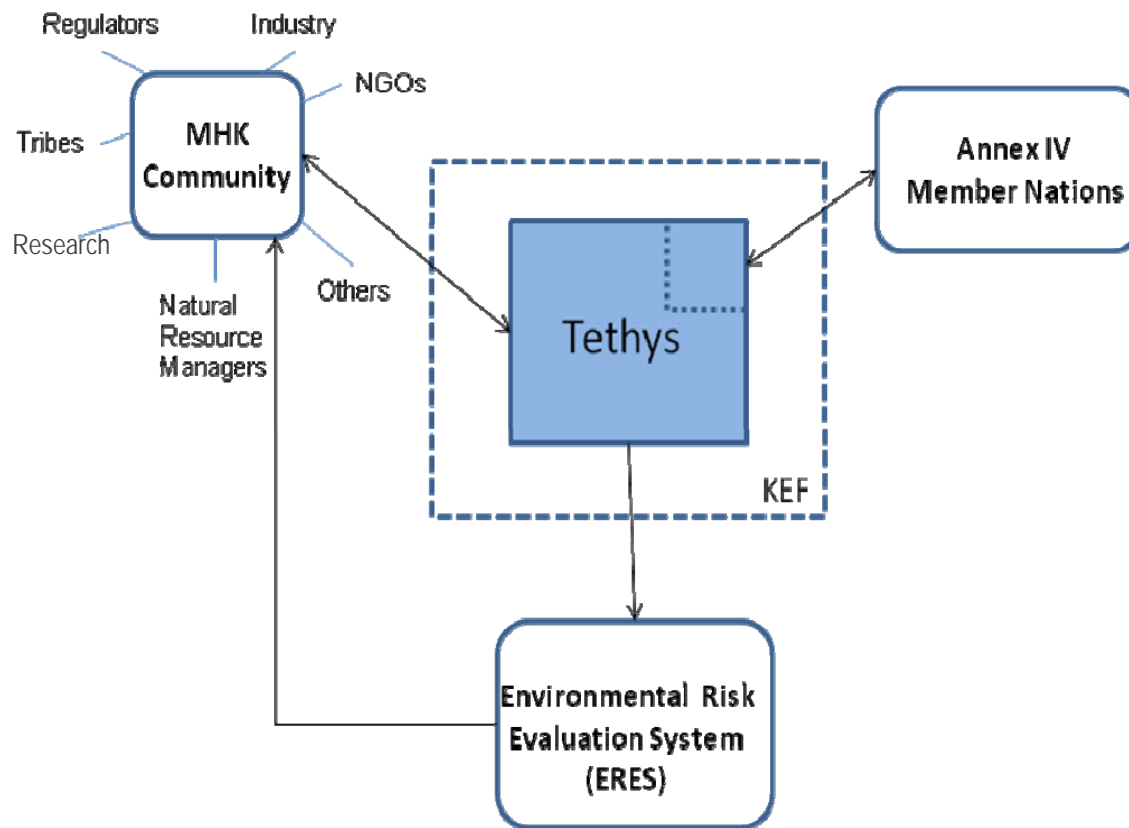 Regulators
Industry
NGOs
Tribes
MHK
Community
Research
Natural
Resource
Managers
Others
Annex IV
Member Nations
Tethys
KEF
Environmental Risk
Evaluation System
(ERES)